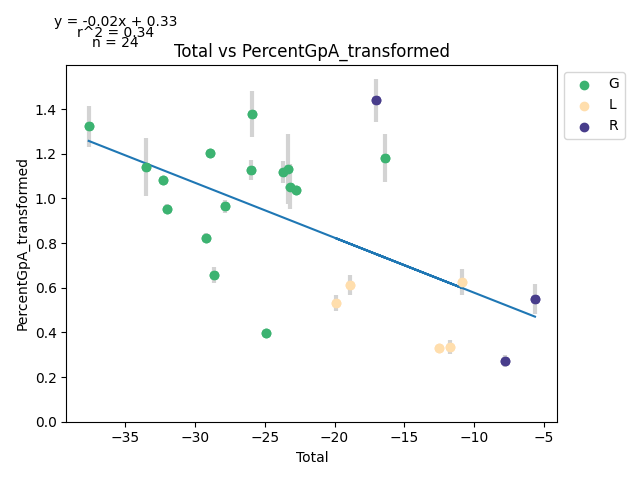 y = -0.02x + 0.33
r^2 = 0.34
n = 24
Total vs PercentGpA_transformed
G
L
R
PercentGpA_transformed
1.4
1.2
1.0
0.8
0.6
0.4
0.2
0.0
−35
−30
−25
−20
−15
−10
−5
Total